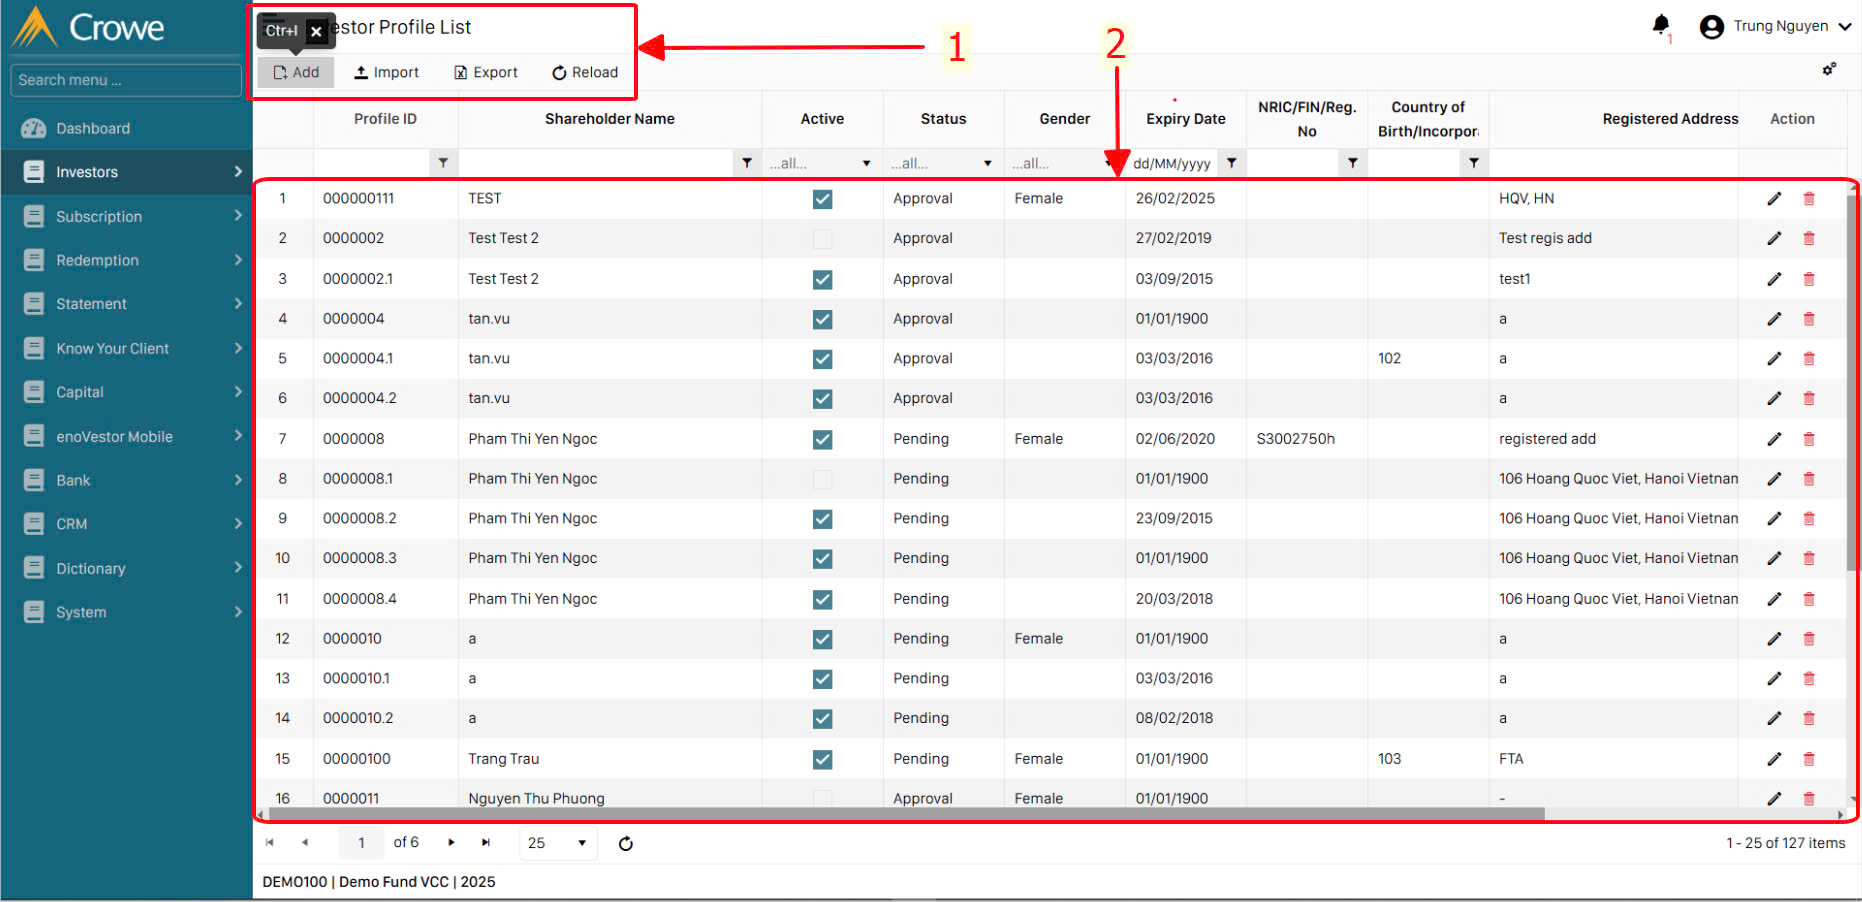 Crowe
Search menu ...
Dashboard
Investors
Subscription
Redemption
Statement
Know Your Client
Capital
enoVestor Mobile
Bank
CRM
Dictionary
System
Ctr+I × estor Profile List
1
2
1
Trung Nguyen
Add Import Export Reload
Profile ID Shareholder Name Active Status Gender Expiry Date NRIC/FIN/Reg. No Country of Birth/Incorpor Registered Address Action
...all... ...all... ...all... dd/MM/yyyy
1 000000111 TEST Approval Female 26/02/2025 HQV, HN
2 0000002 Test Test 2 Approval 27/02/2019 Test regis add
3 0000002.1 Test Test 2 Approval 03/09/2015 test1
4 0000004 tan.vu Approval 01/01/1900 a
5 0000004.1 tan.vu Approval 03/03/2016 102 a
6 0000004.2 tan.vu Approval 03/03/2016 a
7 0000008 Pham Thi Yen Ngoc Pending Female 02/06/2020 S3002750h registered add
8 0000008.1 Pham Thi Yen Ngoc Pending 01/01/1900 106 Hoang Quoc Viet, Hanoi Vietnam
9 0000008.2 Pham Thi Yen Ngoc Pending 23/09/2015 106 Hoang Quoc Viet, Hanoi Vietnam
10 0000008.3 Pham Thi Yen Ngoc Pending 01/01/1900 106 Hoang Quoc Viet, Hanoi Vietnam
11 0000008.4 Pham Thi Yen Ngoc Pending 20/03/2018 106 Hoang Quoc Viet, Hanoi Vietnam
12 0000010 a Pending Female 01/01/1900 a
13 0000010.1 a Pending 03/03/2016 a
14 0000010.2 a Pending 08/02/2018 a
15 00000100 Trang Trau Pending Female 01/01/1900 103 FTA
16 0000011 Nguyen Thu Phuong Approval Female 01/01/1900 -
1 of 6 25 1 - 25 of 127 items
DEMO100 | Demo Fund VCC | 2025